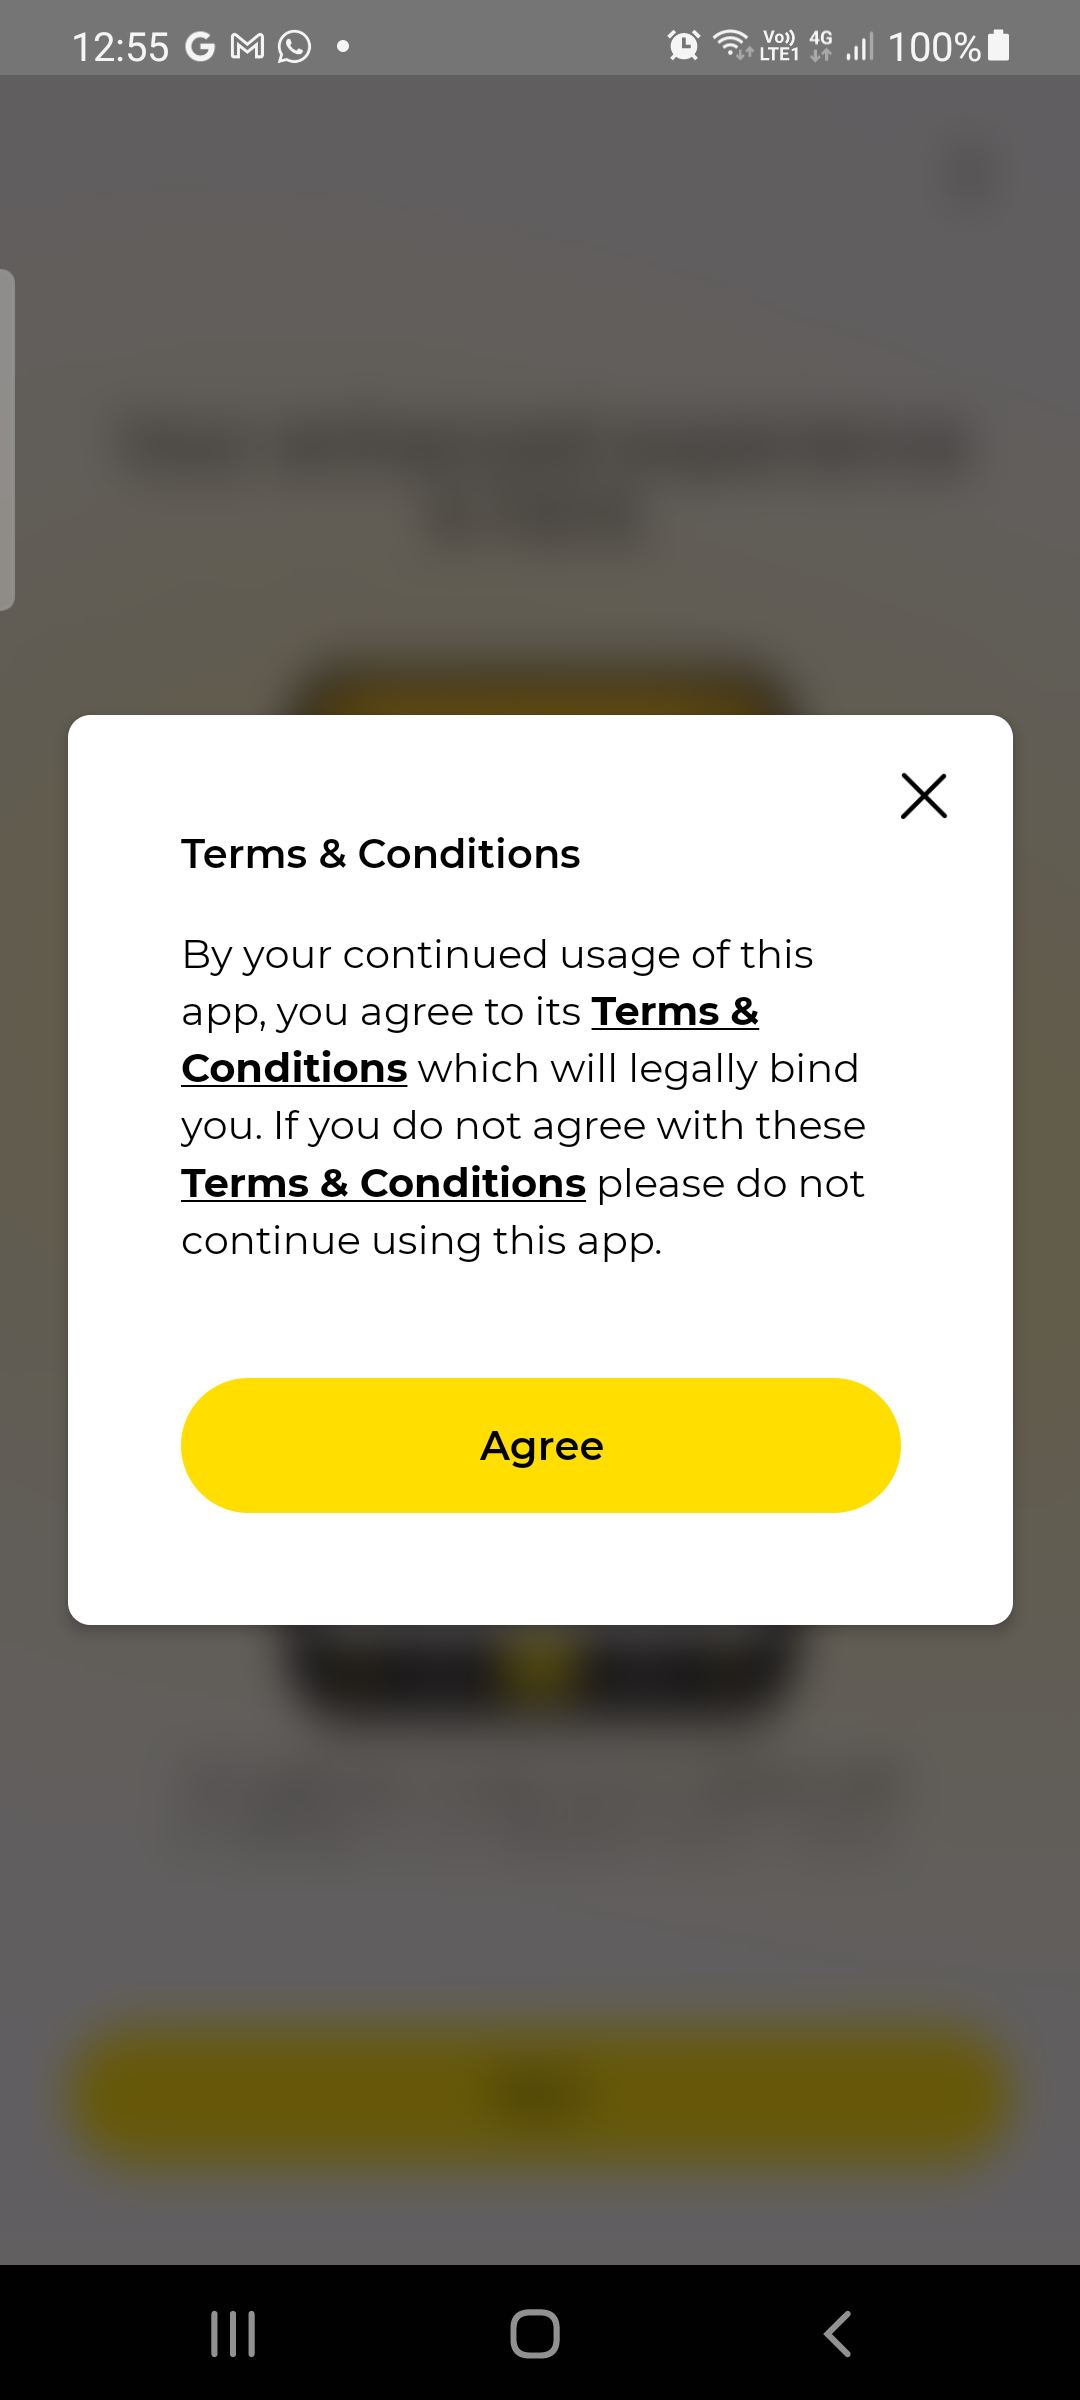 12:55
Vo)) LTE1 4G 100%
Terms & Conditions
By your continued usage of this
app, you agree to its Terms &
Conditions which will legally bind
you. If you do not agree with these
Terms & Conditions please do not
continue using this app.
Agree